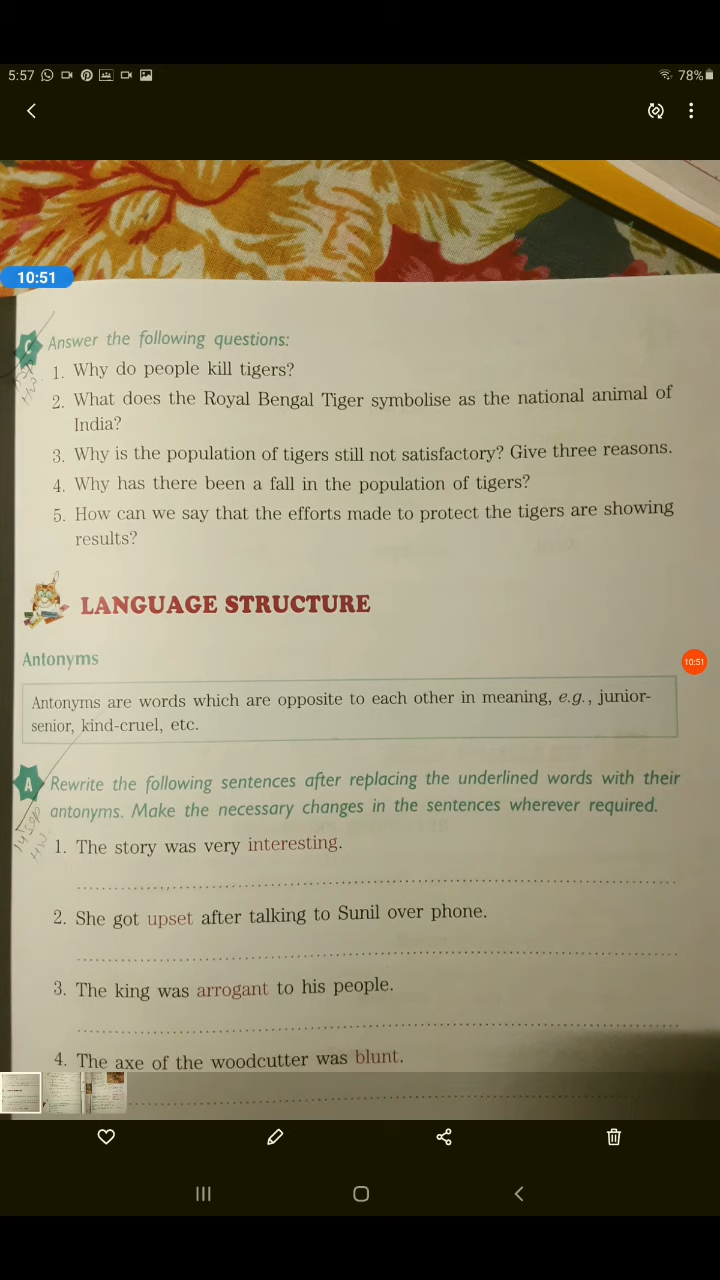 5:57
78%
10:51
C Answer the following questions:
1. Why do people kill tigers?
2. What does the Royal Bengal Tiger symbolise as the national animal of
India?
3. Why is the population of tigers still not satisfactory? Give three reasons.
4. Why has there been a fall in the population of tigers?
5. How can we say that the efforts made to protect the tigers are showing
results?
LANGUAGE STRUCTURE
Antonyms
10:51
Antonyms are words which are opposite to each other in meaning, e.g., junior-
senior, kind-cruel, etc.
A Rewrite the following sentences after replacing the underlined words with their
antonyms. Make the necessary changes in the sentences wherever required.
1. The story was very interesting.
2. She got upset after talking to Sunil over phone.
3. The king was arrogant to his people.
4. The axe of the woodcutter was blunt.